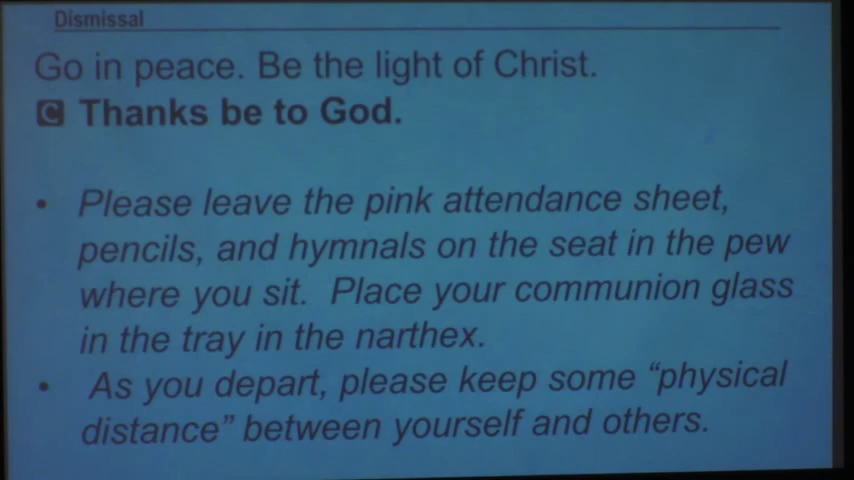 Dismissal
Go in peace. Be the light of Christ.
C Thanks be to God.
• Please leave the pink attendance sheet,
pencils, and hymnals on the seat in the pew
where you sit. Place your communion glass
in the tray in the narthex.
• As you depart, please keep some “physical
distance” between yourself and others.